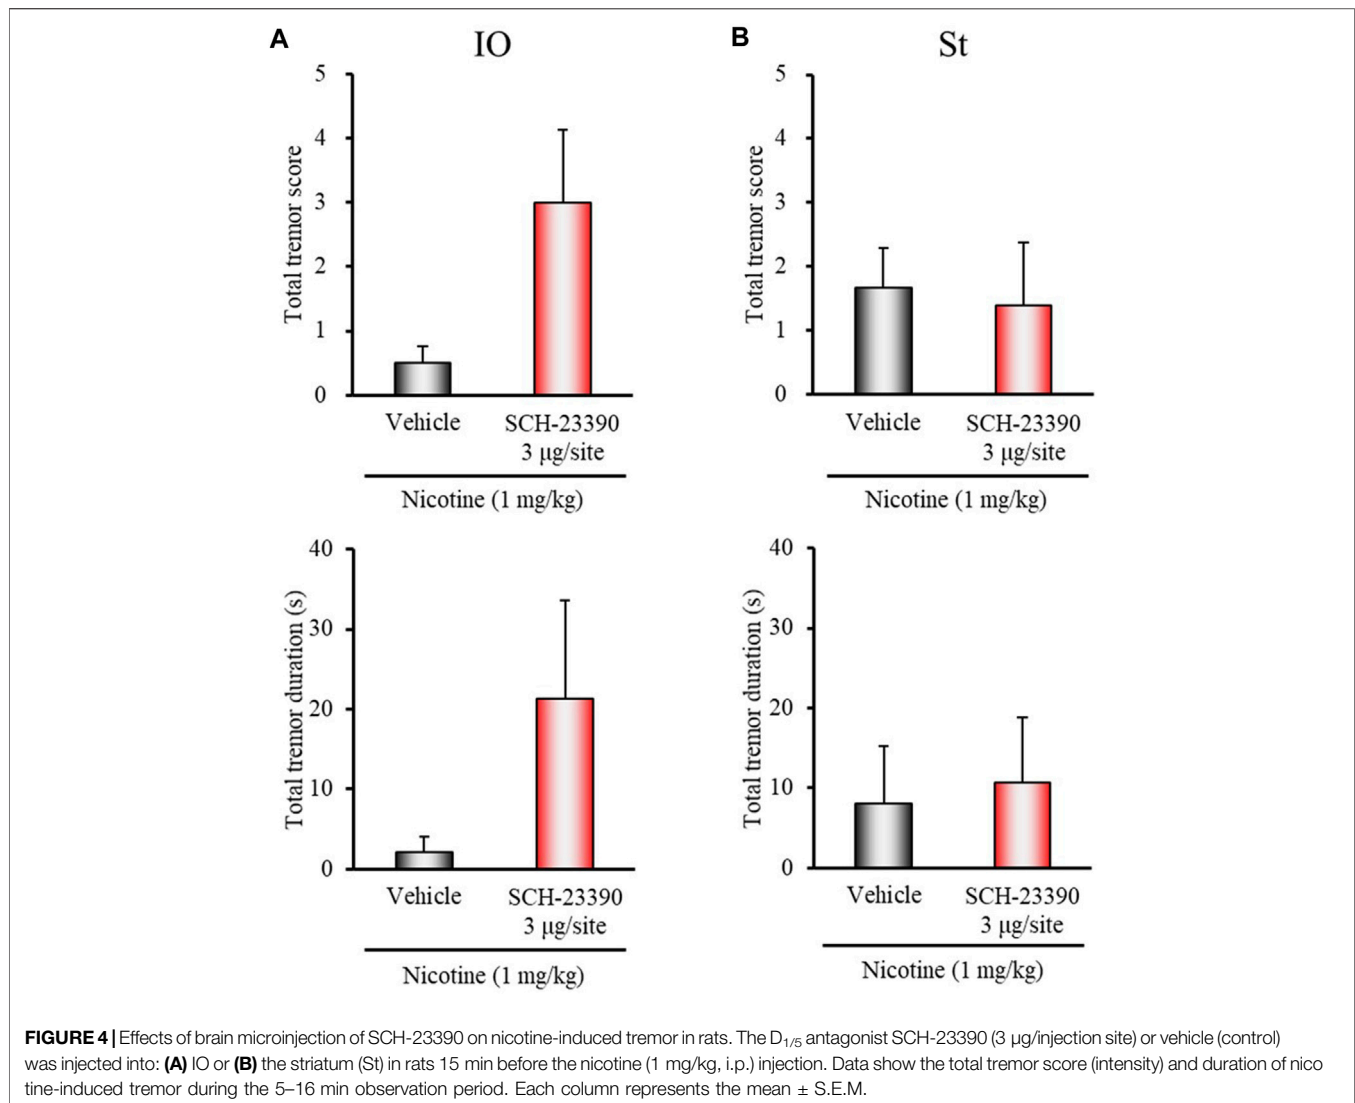 A
IO
5
4
3
2
1
0
Total tremor score
Vehicle
SCH-23390
3 μg/site
Nicotine (1 mg/kg)
B
St
5
4
3
2
1
0
Total tremor score
Vehicle
SCH-23390
3 μg/site
Nicotine (1 mg/kg)
40
30
20
10
0
Total tremor duration (s)
Vehicle
SCH-23390
3 μg/site
Nicotine (1 mg/kg)
40
30
20
10
0
Total tremor duration (s)
Vehicle
SCH-23390
3 μg/site
Nicotine (1 mg/kg)
FIGURE 4 | Effects of brain microinjection of SCH-23390 on nicotine-induced tremor in rats. The D1/5 antagonist SCH-23390 (3 μg/injection site) or vehicle (control)
was injected into: (A) IO or (B) the striatum (St) in rats 15 min before the nicotine (1 mg/kg, i.p.) injection. Data show the total tremor score (intensity) and duration of nico
tine-induced tremor during the 5–16 min observation period. Each column represents the mean ± S.E.M.